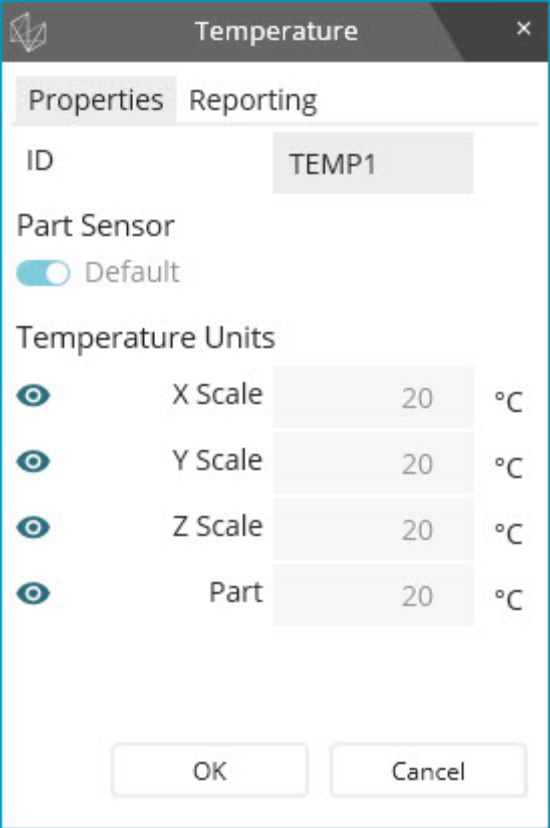 Temperature
Properties Reporting
ID TEMP1
Part Sensor
Default
Temperature Units
X Scale 20 °C
Y Scale 20 °C
Z Scale 20 °C
Part 20 °C
OK Cancel